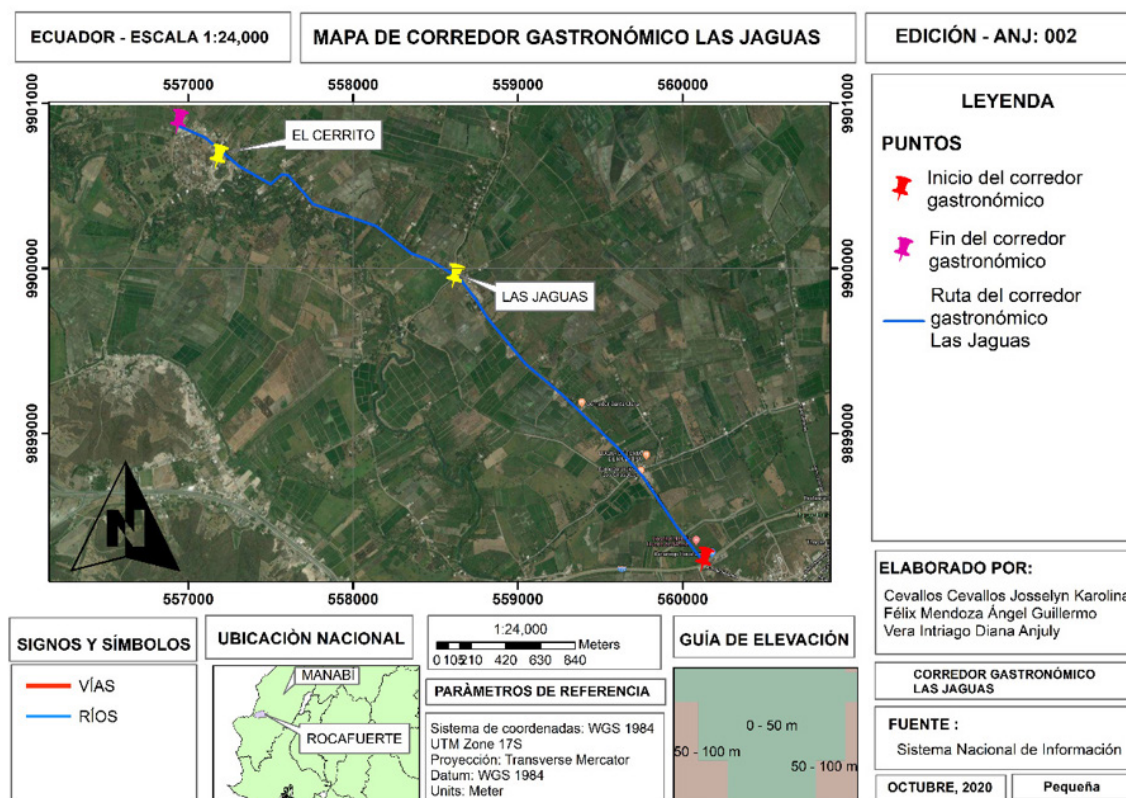 ECUADOR - ESCALA 1:24,000
MAPA DE CORREDOR GASTRONÓMICO LAS JAGUAS
EDICIÓN - ANJ: 002
557000
558000
559000
560000
9901000
9901000
9900000
9900000
9899000
9899000
EL CERRITO
LAS JAGUAS
N
557000
558000
559000
560000
LEYENDA
PUNTOS
Inicio del corredor
gastronómico
Fin del corredor
gastronómico
Ruta del corredor
gastronómico
Las Jaguas
ELABORADO POR:
Cevallos Cevallos Josselyn Karolina
Félix Mendoza Ángel Guillermo
Vera Intriago Diana Anjuly
CORREDOR GASTRONÓMICO
LAS JAGUAS
FUENTE :
Sistema Nacional de Información
OCTUBRE, 2020
Pequeña
SIGNOS Y SÍMBOLOS
VÍAS
RÍOS
UBICACIÒN NACIONAL
MANABÍ
ROCAFUERTE
1:24,000
Meters
0 105 210 420 630 840
PARÀMETROS DE REFERENCIA
Sistema de coordenadas: WGS 1984
UTM Zone 17S
Proyección: Transverse Mercator
Datum: WGS 1984
Units: Meter
GUÍA DE ELEVACIÓN
0 - 50 m
50 - 100 m
50 - 100 m